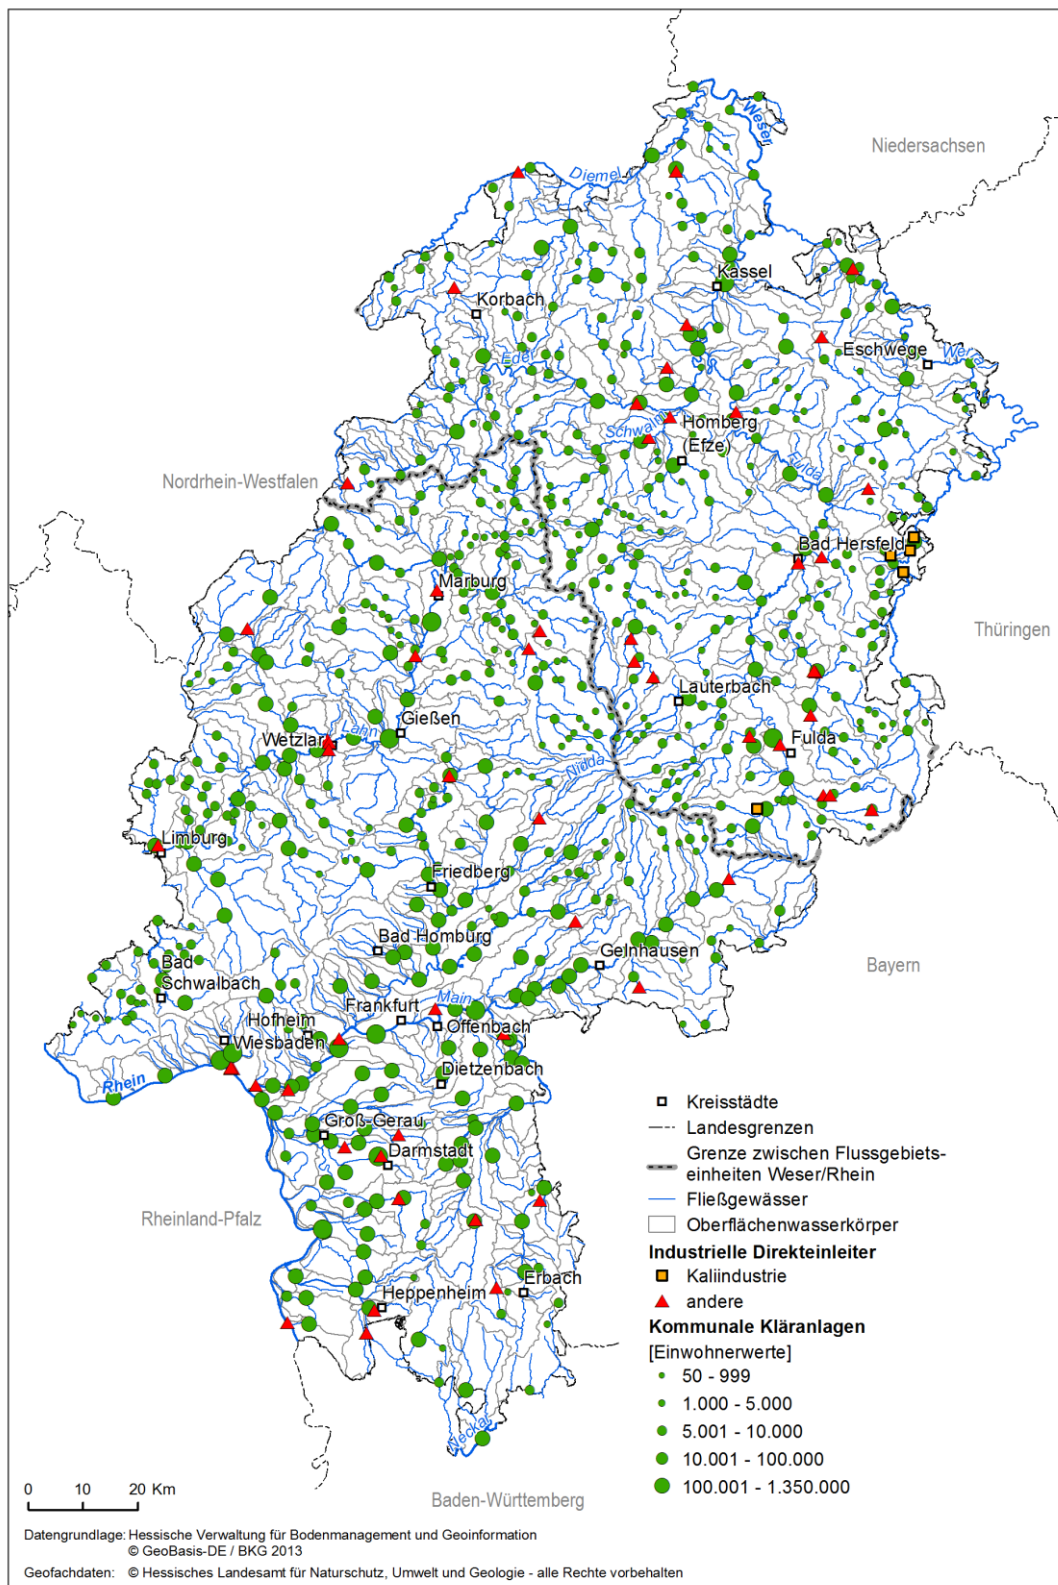 Niedersachsen
Weser
Diemel
Kassel
Korbach
Eder
Eschwege
Werra
Schwalm
Homberg
(Efze)
Fulda
Nordrhein-Westfalen
Bad Hersfeld
Marburg
Thüringen
Lauterbach
Gießen
Lahn
Wetzlar
Fulda
Nidda
Limburg
Friedberg
Bad Homburg
Gelnhausen
Bayern
Bad
Schwalbach
Main
Frankfurt
Hofheim
Offenbach
Wiesbaden
Dietzenbach
Rhein
Groß-Gerau
Darmstadt
Rheinland-Pfalz
Erbach
Heppenheim
Neckar
Baden-Württemberg
Kreisstädte
Landesgrenzen
Grenze zwischen Flussgebiets-
einheiten Weser/Rhein
Fließgewässer
Oberflächenwasserkörper
Industrielle Direkteinleiter
Kaliindustrie
andere
Kommunale Kläranlagen
[Einwohnerwerte]
50 - 999
1.000 - 5.000
5.001 - 10.000
10.001 - 100.000
100.001 - 1.350.000
0 10 20 Km
Datengrundlage: Hessische Verwaltung für Bodenmanagement und Geoinformation
© GeoBasis-DE / BKG 2013
Geofachdaten: © Hessisches Landesamt für Naturschutz, Umwelt und Geologie - alle Rechte vorbehalten